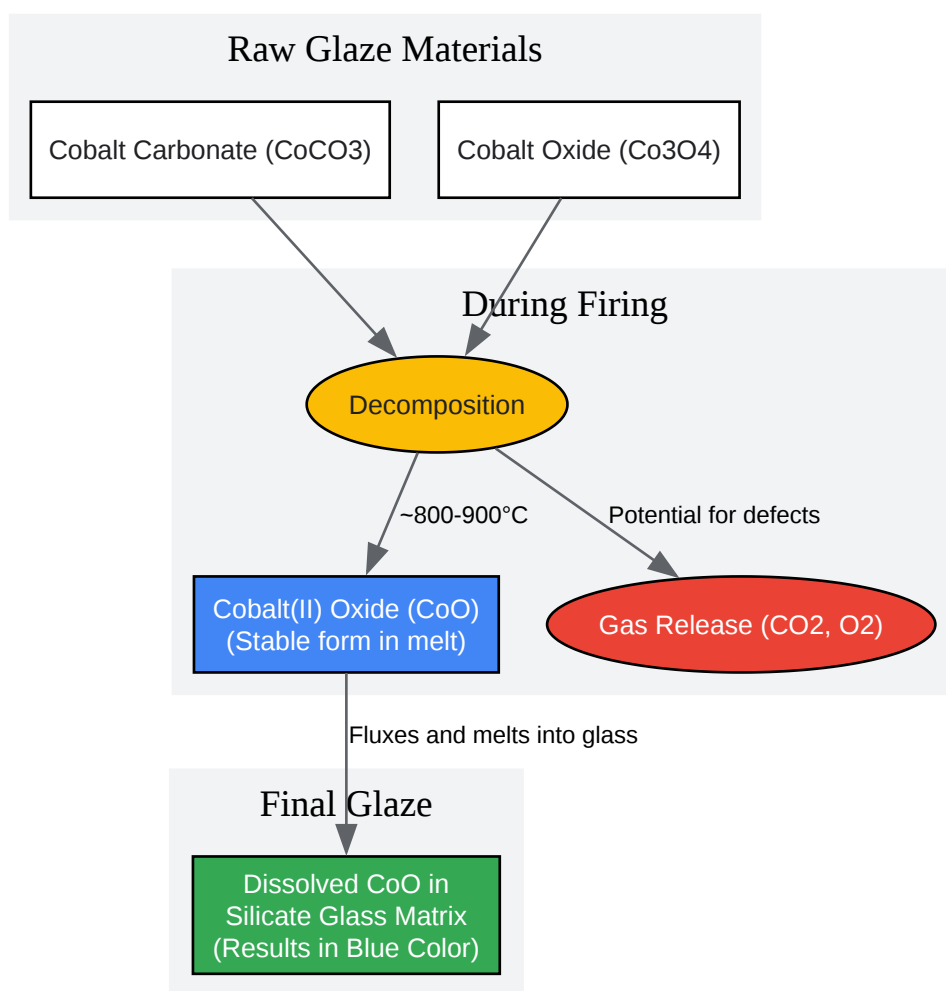 Raw Glaze Materials
Cobalt Carbonate (CoCO3)
Cobalt Oxide (Co3O4)
During Firing
Decomposition
~800-900°C
Potential for defects
Cobalt(II) Oxide (CoO)
(Stable form in melt)
Gas Release (CO2, O2)
Fluxes and melts into glass
Final Glaze
Dissolved CoO in
Silicate Glass Matrix
(Results in Blue Color)